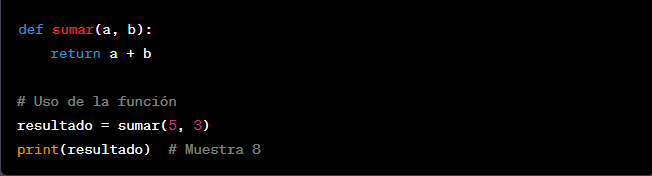 def sumar(a, b):
    return a + b
# Uso de la función
resultado = sumar(5, 3)
print(resultado)  # Muestra 8